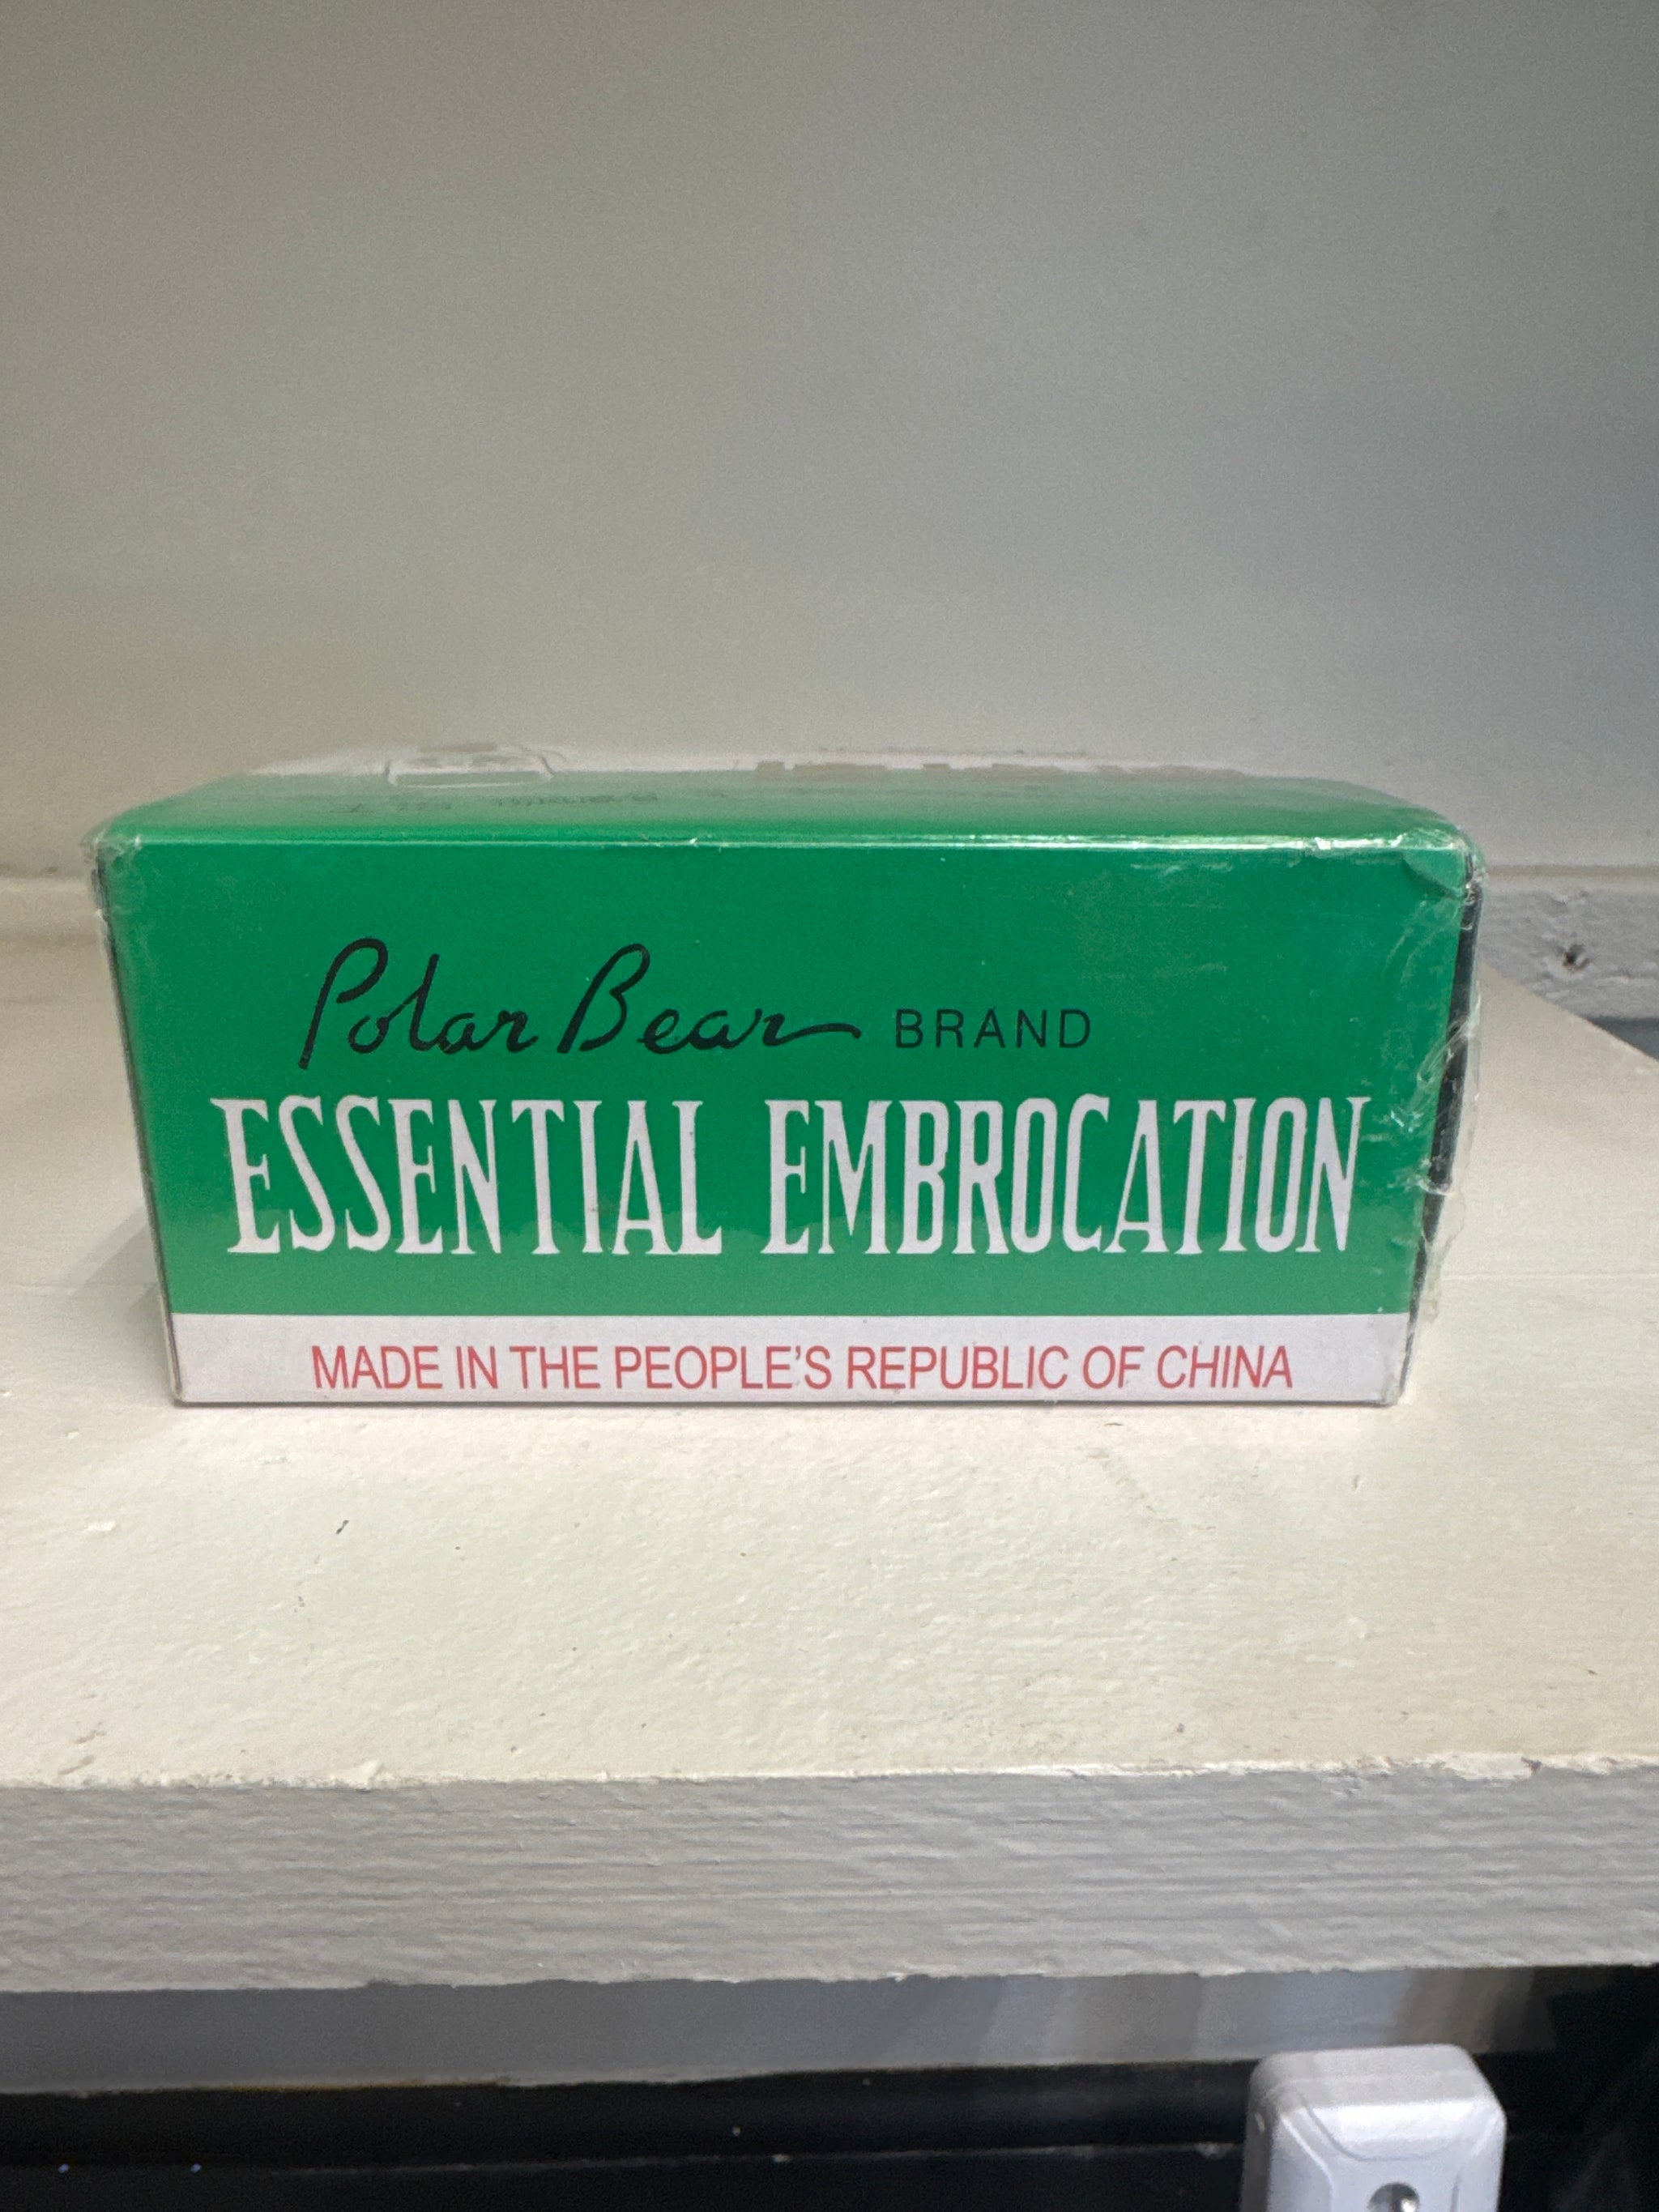 Polar Bear BRAND
ESSENTIAL EMBROCATION
MADE IN THE PEOPLE'S REPUBLIC OF CHINA